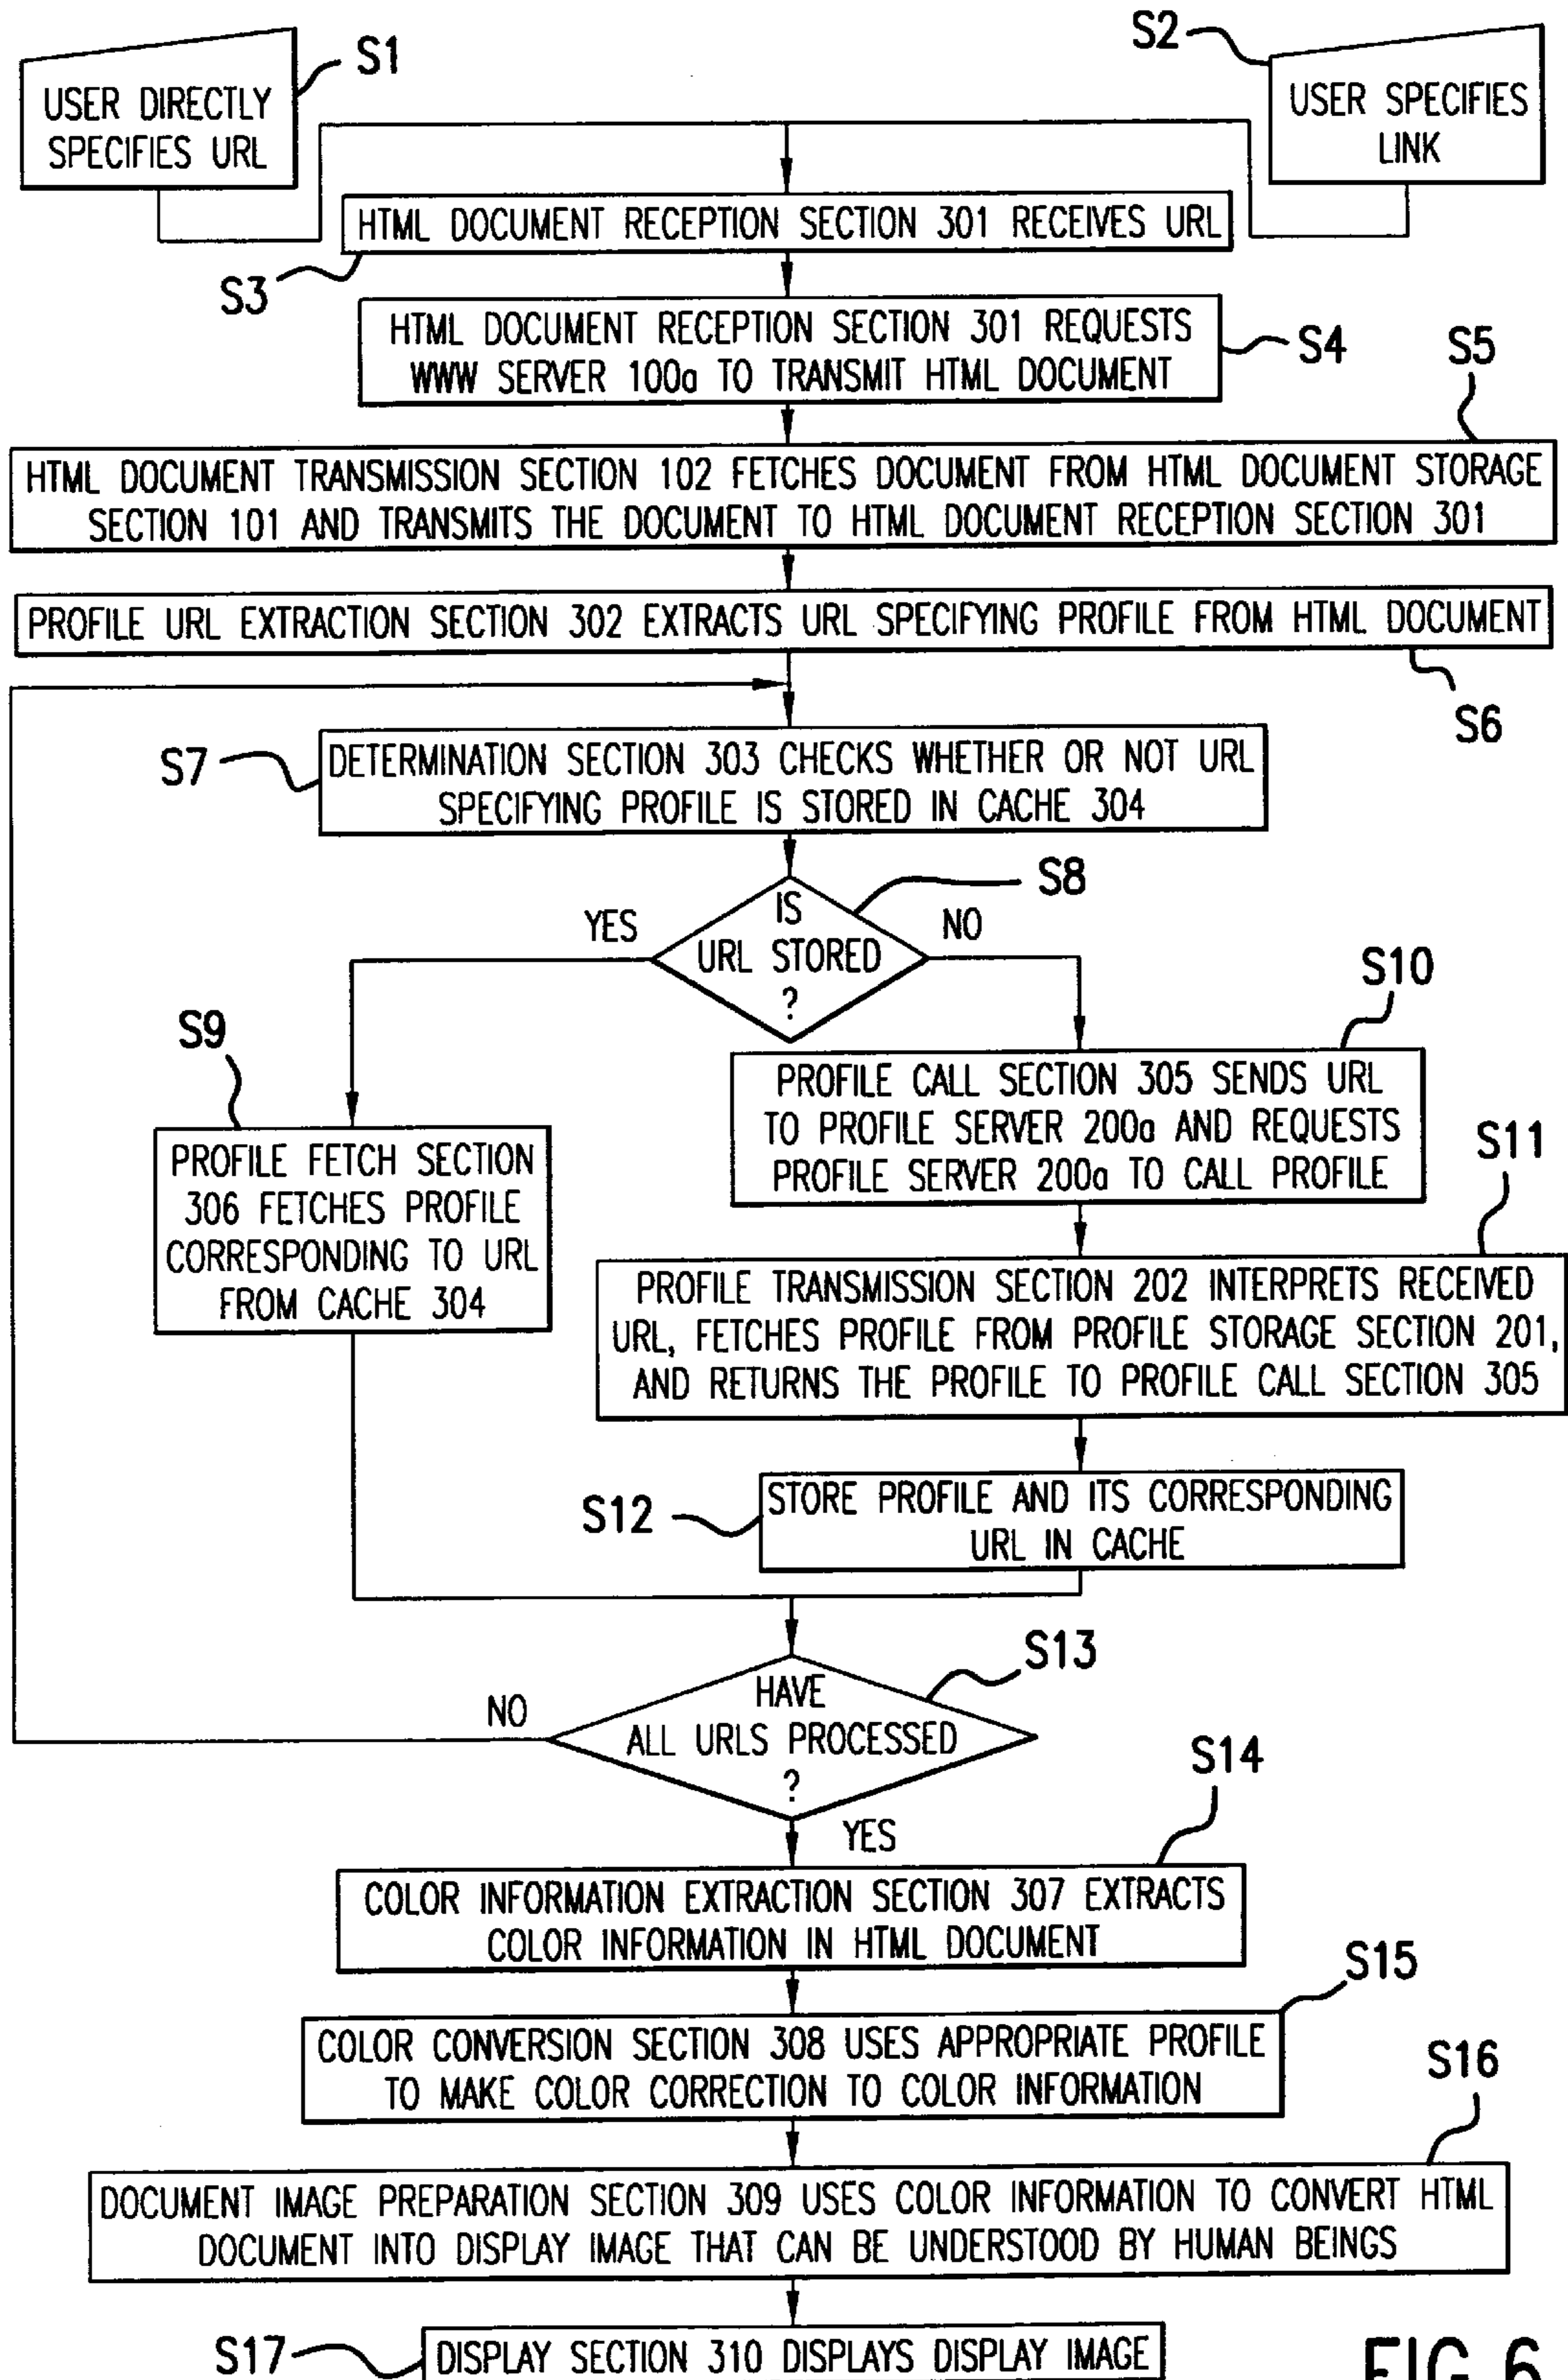 S1
USER DIRECTLY
SPECIFIES URL
S2
USER SPECIFIES
LINK
HTML DOCUMENT RECEPTION SECTION 301 RECEIVES URL
S3
HTML DOCUMENT RECEPTION SECTION 301 REQUESTS
WWW SERVER 100a TO TRANSMIT HTML DOCUMENT
S4
S5
HTML DOCUMENT TRANSMISSION SECTION 102 FETCHES DOCUMENT FROM HTML DOCUMENT STORAGE
SECTION 101 AND TRANSMITS THE DOCUMENT TO HTML DOCUMENT RECEPTION SECTION 301
PROFILE URL EXTRACTION SECTION 302 EXTRACTS URL SPECIFYING PROFILE FROM HTML DOCUMENT
S6
S7
DETERMINATION SECTION 303 CHECKS WHETHER OR NOT URL
SPECIFYING PROFILE IS STORED IN CACHE 304
S8
IS
URL STORED
?
YES
NO
S9
PROFILE FETCH SECTION
306 FETCHES PROFILE
CORRESPONDING TO URL
FROM CACHE 304
S10
PROFILE CALL SECTION 305 SENDS URL
TO PROFILE SERVER 200a AND REQUESTS
PROFILE SERVER 200a TO CALL PROFILE
S11
PROFILE TRANSMISSION SECTION 202 INTERPRETS RECEIVED
URL, FETCHES PROFILE FROM PROFILE STORAGE SECTION 201,
AND RETURNS THE PROFILE TO PROFILE CALL SECTION 305
S12
STORE PROFILE AND ITS CORRESPONDING
URL IN CACHE
S13
HAVE
ALL URLS PROCESSED
?
NO
YES
S14
COLOR INFORMATION EXTRACTION SECTION 307 EXTRACTS
COLOR INFORMATION IN HTML DOCUMENT
S15
COLOR CONVERSION SECTION 308 USES APPROPRIATE PROFILE
TO MAKE COLOR CORRECTION TO COLOR INFORMATION
S16
DOCUMENT IMAGE PREPARATION SECTION 309 USES COLOR INFORMATION TO CONVERT HTML
DOCUMENT INTO DISPLAY IMAGE THAT CAN BE UNDERSTOOD BY HUMAN BEINGS
S17
DISPLAY SECTION 310 DISPLAYS DISPLAY IMAGE
FIG.6